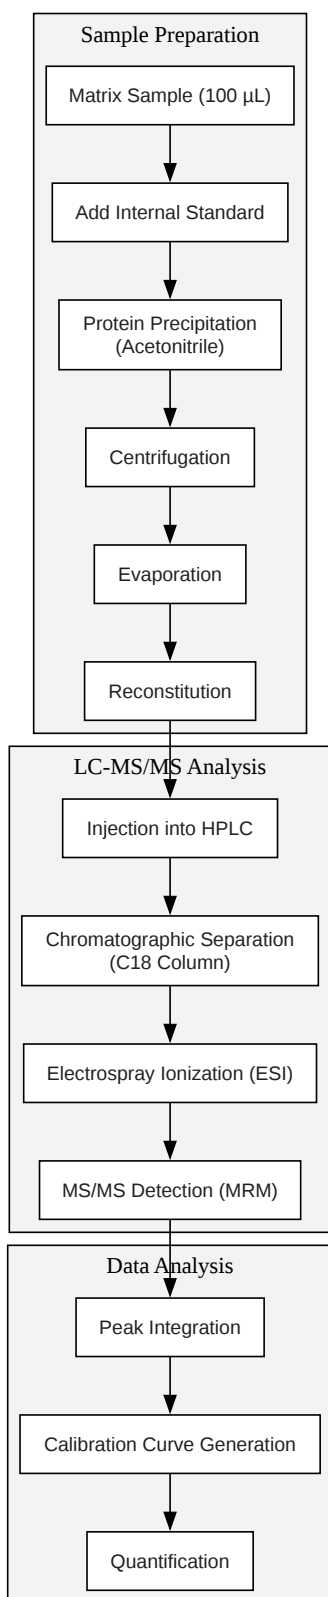 Sample Preparation
Matrix Sample (100 µL)
Add Internal Standard
Protein Precipitation
(Acetonitrile)
Centrifugation
Evaporation
Reconstitution
LC-MS/MS Analysis
Injection into HPLC
Chromatographic Separation
(C18 Column)
Electrospray Ionization (ESI)
MS/MS Detection (MRM)
Data Analysis
Peak Integration
Calibration Curve Generation
Quantification